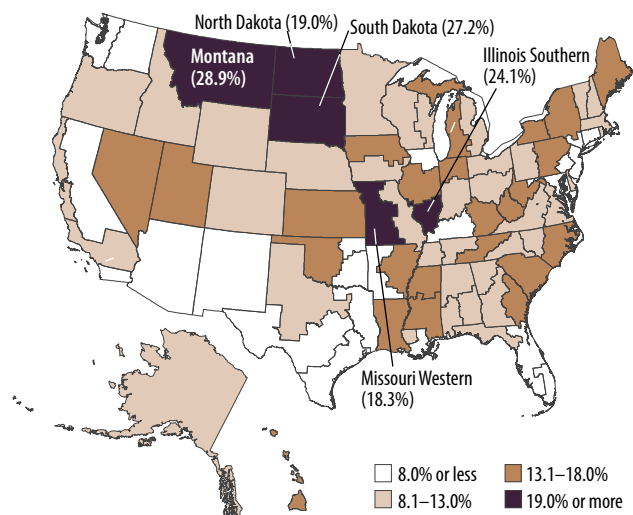 North Dakota (19.0%)
South Dakota (27.2%)
Montana
(28.9%)
Illinois Southern
(24.1%)
Missouri Western
(18.3%)
8.0% or less
8.1–13.0%
13.1–18.0%
19.0% or more